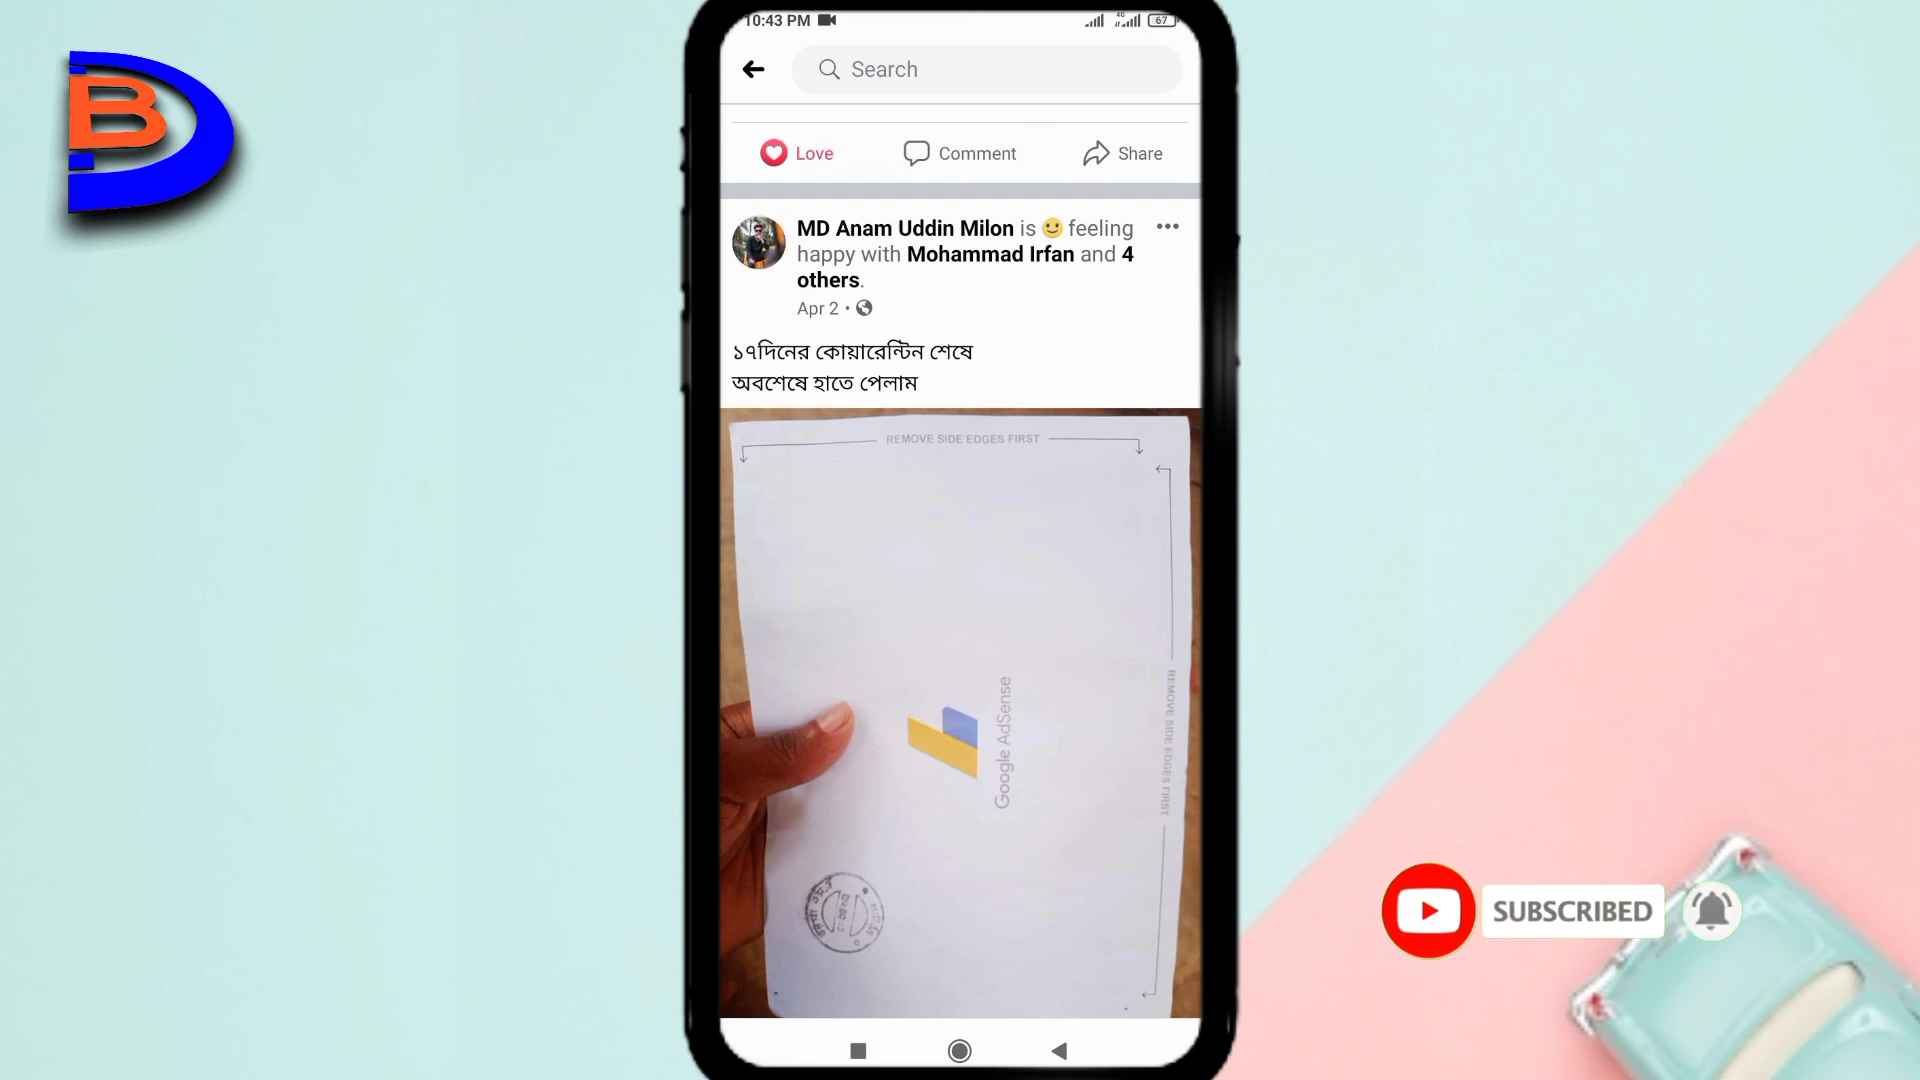 B
10:43 PM
4G
67
Search
Love
Comment
Share
MD Anam Uddin Milon is 🙂 feeling
happy with Mohammad Irfan and 4
others.
Apr 2 •
১৭দিনের কোয়ারেন্টিন শেষে
অবশেষে হাতে পেলাম
REMOVE SIDE EDGES FIRST
REMOVE SIDE EDGES FIRST
Google AdSense
SUBSCRIBED